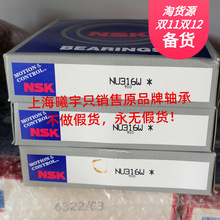 淘货源
双11双12
备货
NSK
BEARINGS
MOTION &
CONTROL
NSK
NU316W *
上海曦宇只销售原品牌轴承
不做假货，永无假货！
MOTION &
CONTROL
NSK
NU316W *
MOTION &
CONTROL
NSK
NU316W *
6322/C3